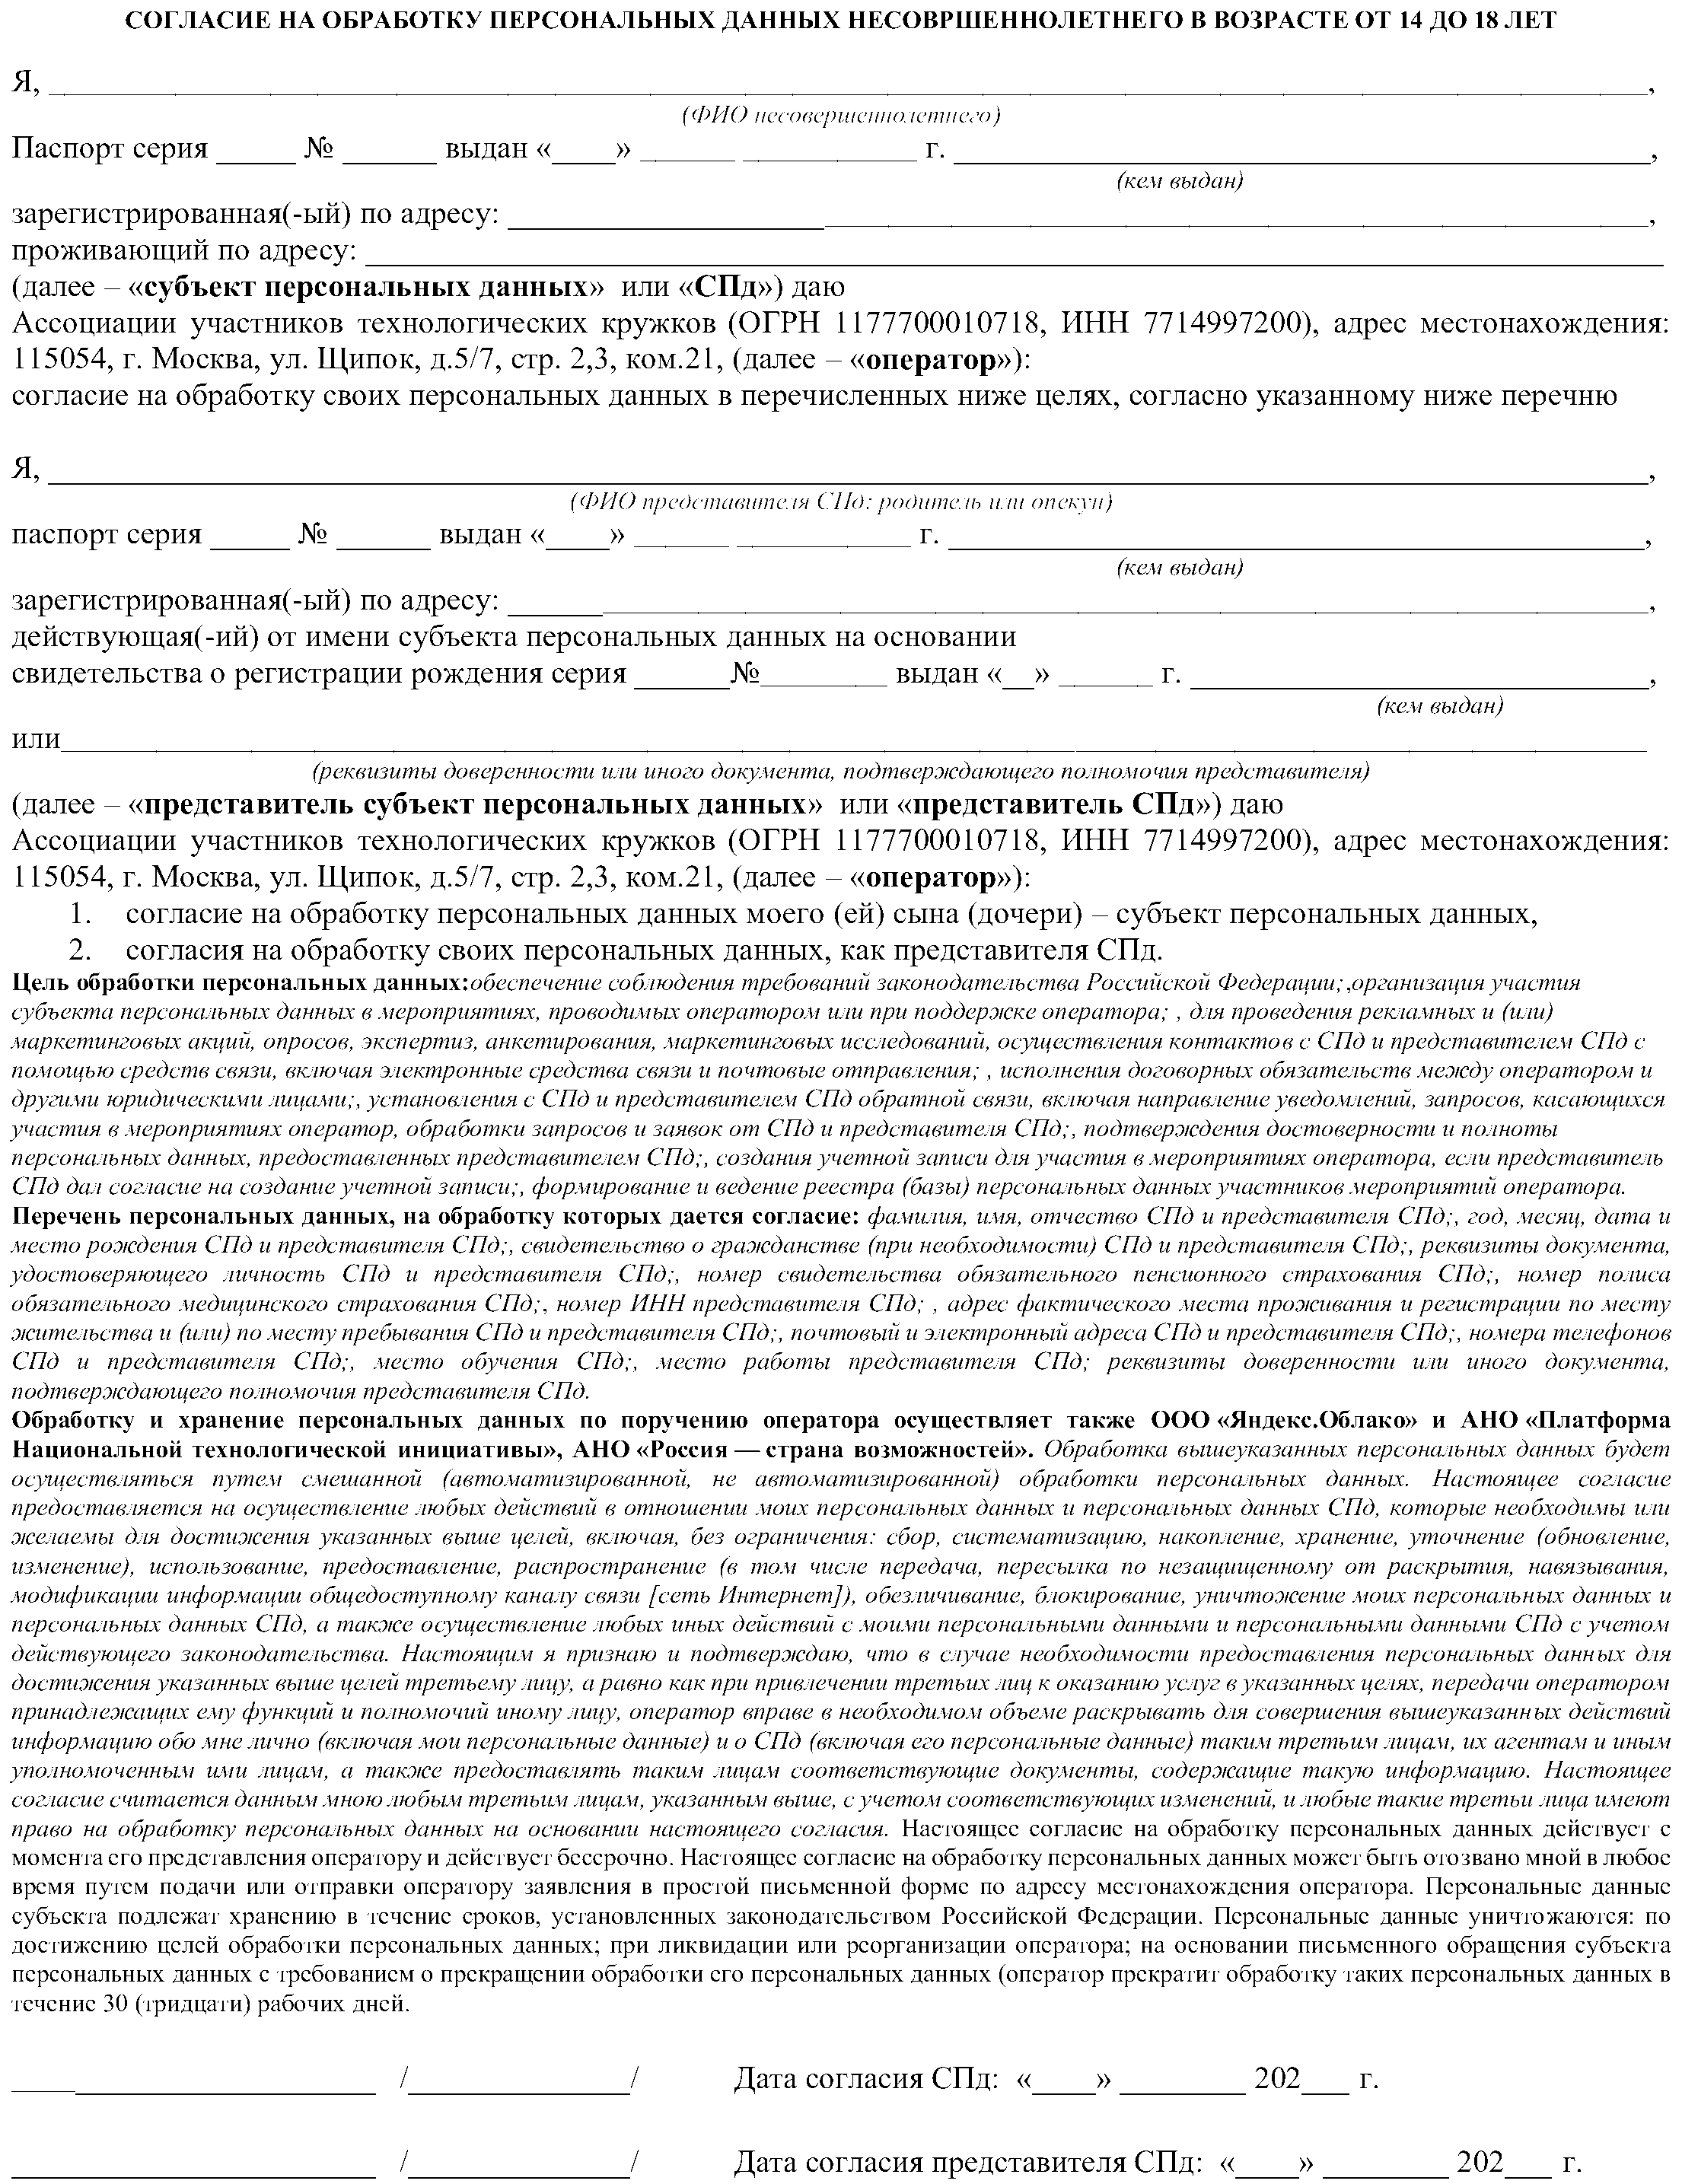 СОГЛАСИЕ НА ОБРАБОТКУ ПЕРСОНАЛЬНЫХ ДАННЫХ НЕСОВРШЕННОЛЕТНЕГО В ВОЗРАСТЕ ОТ 14 ДО 18 ЛЕТ
Я, ____________________,
(ФИО несовершеннолетнего)
Паспорт серия _____ № ______ выдан «____» ______ ___________ г. ____________________,
(кем выдан)
зарегистрированная(-ый) по адресу: ____________________,
проживающий по адресу: ____________________
(далее – «субъект персональных данных» или «СПд») даю
Ассоциации участников технологических кружков (ОГРН 1177700010718, ИНН 7714997200), адрес местонахождения:
115054, г. Москва, ул. Щипок, д.5/7, стр. 2,3, ком.21, (далее – «оператор»):
согласие на обработку своих персональных данных в перечисленных ниже целях, согласно указанному ниже перечню
Я, ____________________,
(ФИО представителя СПд: родитель или опекун)
паспорт серия _____ № ______ выдан «____» ______ ___________ г. ____________________,
(кем выдан)
зарегистрированная(-ый) по адресу: ____________________,
действующая(-ий) от имени субъекта персональных данных на основании
свидетельства о регистрации рождения серия ______№________ выдан «__» ______ г. ____________________,
(кем выдан)
или____________________
(реквизиты доверенности или иного документа, подтверждающего полномочия представителя)
(далее – «представитель субъект персональных данных» или «представитель СПд») даю
Ассоциации участников технологических кружков (ОГРН 1177700010718, ИНН 7714997200), адрес местонахождения:
115054, г. Москва, ул. Щипок, д.5/7, стр. 2,3, ком.21, (далее – «оператор»):
1. согласие на обработку персональных данных моего (ей) сына (дочери) – субъект персональных данных,
2. согласия на обработку своих персональных данных, как представителя СПд.
Цель обработки персональных данных:обеспечение соблюдения требований законодательства Российской Федерации;,организация участия
субъекта персональных данных в мероприятиях, проводимых оператором или при поддержке оператора; , для проведения рекламных и (или)
маркетинговых акций, опросов, экспертиз, анкетирования, маркетинговых исследований, осуществления контактов с СПд и представителем СПд с
помощью средств связи, включая электронные средства связи и почтовые отправления; , исполнения договорных обязательств между оператором и
другими юридическими лицами;, установления с СПд и представителем СПд обратной связи, включая направление уведомлений, запросов, касающихся
участия в мероприятиях оператор, обработки запросов и заявок от СПд и представителя СПд;, подтверждения достоверности и полноты
персональных данных, предоставленных представителем СПд;, создания учетной записи для участия в мероприятиях оператора, если представитель
СПд дал согласие на создание учетной записи;, формирование и ведение реестра (базы) персональных данных участников мероприятий оператора.
Перечень персональных данных, на обработку которых дается согласие: фамилия, имя, отчество СПд и представителя СПд;, год, месяц, дата и
место рождения СПд и представителя СПд;, свидетельство о гражданстве (при необходимости) СПд и представителя СПд;, реквизиты документа,
удостоверяющего личность СПд и представителя СПд;, номер свидетельства обязательного пенсионного страхования СПд;, номер полиса
обязательного медицинского страхования СПд;, номер ИНН представителя СПд; , адрес фактического места проживания и регистрации по месту
жительства и (или) по месту пребывания СПд и представителя СПд;, почтовый и электронный адреса СПд и представителя СПд;, номера телефонов
СПд и представителя СПд;, место обучения СПд;, место работы представителя СПд; реквизиты доверенности или иного документа,
подтверждающего полномочия представителя СПд.
Обработку и хранение персональных данных по поручению оператора осуществляет также ООО «Яндекс.Облако» и АНО «Платформа
Национальной технологической инициативы», АНО «Россия — страна возможностей». Обработка вышеуказанных персональных данных будет
осуществляться путем смешанной (автоматизированной, не автоматизированной) обработки персональных данных. Настоящее согласие
предоставляется на осуществление любых действий в отношении моих персональных данных и персональных данных СПд, которые необходимы или
желаемы для достижения указанных выше целей, включая, без ограничения: сбор, систематизацию, накопление, хранение, уточнение (обновление,
изменение), использование, предоставление, распространение (в том числе передача, пересылка по незащищенному от раскрытия, навязывания,
модификации информации общедоступному каналу связи [сеть Интернет]), обезличивание, блокирование, уничтожение моих персональных данных и
персональных данных СПд, а также осуществление любых иных действий с моими персональными данными и персональными данными СПд с учетом
действующего законодательства. Настоящим я признаю и подтверждаю, что в случае необходимости предоставления персональных данных для
достижения указанных выше целей третьему лицу, а равно как при привлечении третьих лиц к оказанию услуг в указанных целях, передачи оператором
принадлежащих ему функций и полномочий иному лицу, оператор вправе в необходимом объеме раскрывать для совершения вышеуказанных действий
информацию обо мне лично (включая мои персональные данные) и о СПд (включая его персональные данные) таким третьим лицам, их агентам и иным
уполномоченным ими лицам, а также предоставлять таким лицам соответствующие документы, содержащие такую информацию. Настоящее
согласие считается данным мною любым третьим лицам, указанным выше, с учетом соответствующих изменений, и любые такие третьи лица имеют
право на обработку персональных данных на основании настоящего согласия. Настоящее согласие на обработку персональных данных действует с
момента его представления оператору и действует бессрочно. Настоящее согласие на обработку персональных данных может быть отозвано мной в любое
время путем подачи или отправки оператору заявления в простой письменной форме по адресу местонахождения оператора. Персональные данные
субъекта подлежат хранению в течение сроков, установленных законодательством Российской Федерации. Персональные данные уничтожаются: по
достижению целей обработки персональных данных; при ликвидации или реорганизации оператора; на основании письменного обращения субъекта
персональных данных с требованием о прекращении обработки его персональных данных (оператор прекратит обработку таких персональных данных в
течение 30 (тридцати) рабочих дней.
_______________________ /______________/ Дата согласия СПд: «____» ________ 202___ г.
_______________________ /______________/ Дата согласия представителя СПд: «____» ________ 202___ г.